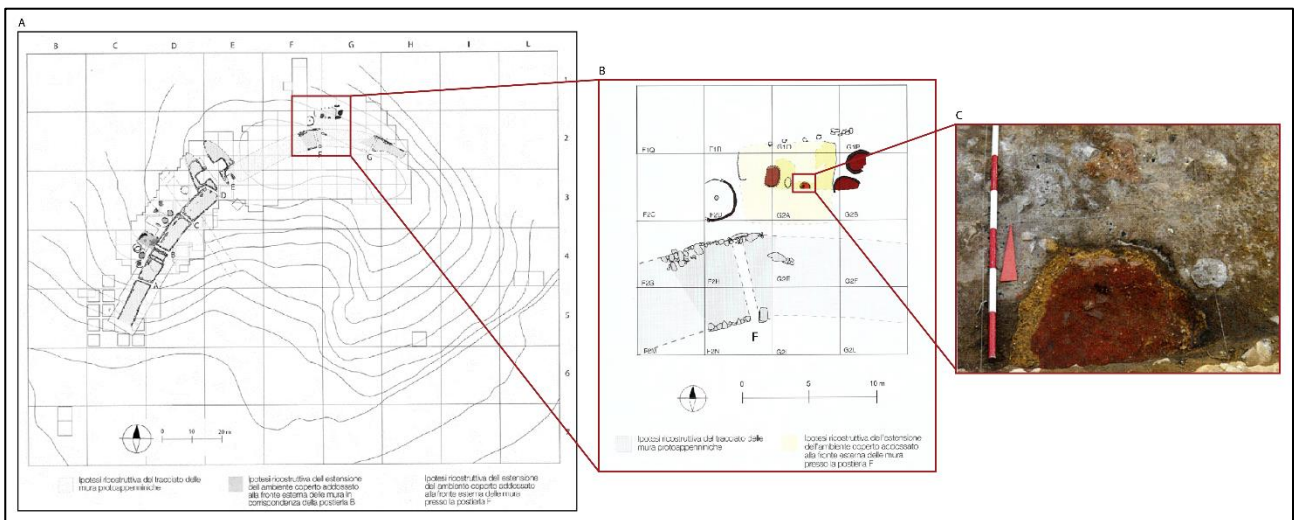 A
B C D E F G H I L
1
2
3
4
5
6
E
F
G
C
B
A
0 10 20 m
Ipotesi ricostruttiva del tracciato delle
mura protoappenniniche
Ipotesi ricostruttiva dell estensione
dell ambiente coperto addossato
alla fronte esterna delle mura in
corrispondenza della postierla B
Ipotesi ricostruttiva dell estensione
del ambiente coperto addossato
alla fronte esterna delle mura
presso la postierla F
B
F1Q F1R G1O G1P
F2C F2D G2A G2B
F2G F2H G2E G2F
F2M F2N G2I G2L
F
0 5 10 m
Ipotesi ricostruttiva del tracciato delle
mura protoappenniniche
Ipotesi ricostruttiva dell'estensione
dell'ambiente coperto addossato
alla fronte esterna delle mura
presso la postierla F
C